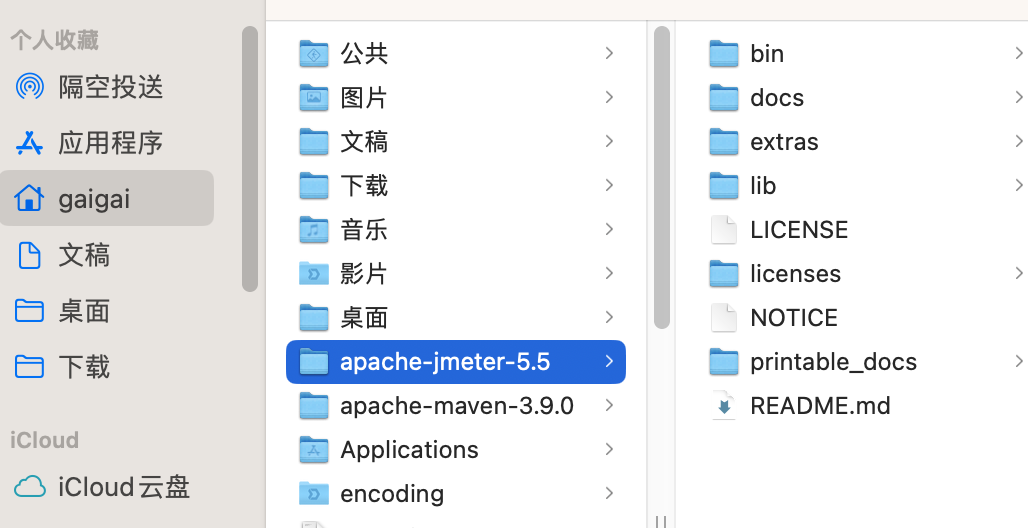 个人收藏
隔空投送
应用程序
gaigai
文稿
桌面
下载
iCloud
iCloud云盘
公共
图片
文稿
下载
音乐
影片
桌面
apache-jmeter-5.5
apache-maven-3.9.0
Applications
encoding
bin
docs
extras
lib
LICENSE
licenses
NOTICE
printable_docs
README.md